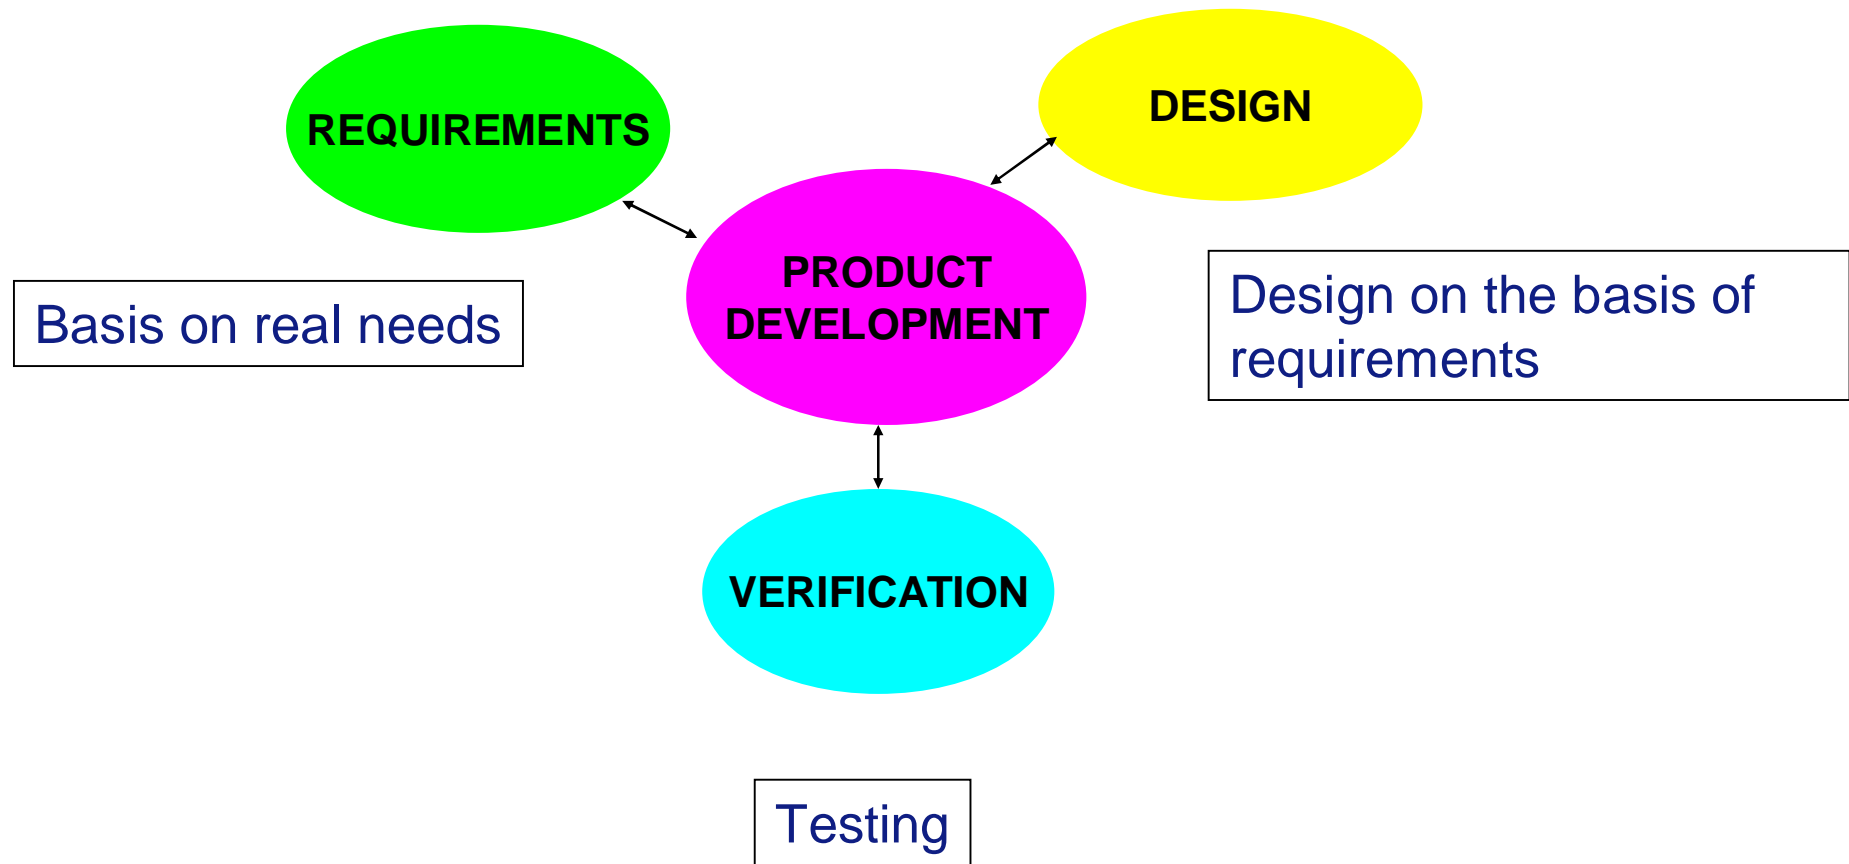 REQUIREMENTS
DESIGN
PRODUCT
DEVELOPMENT
Basis on real needs
Design on the basis of
requirements
VERIFICATION
Testing